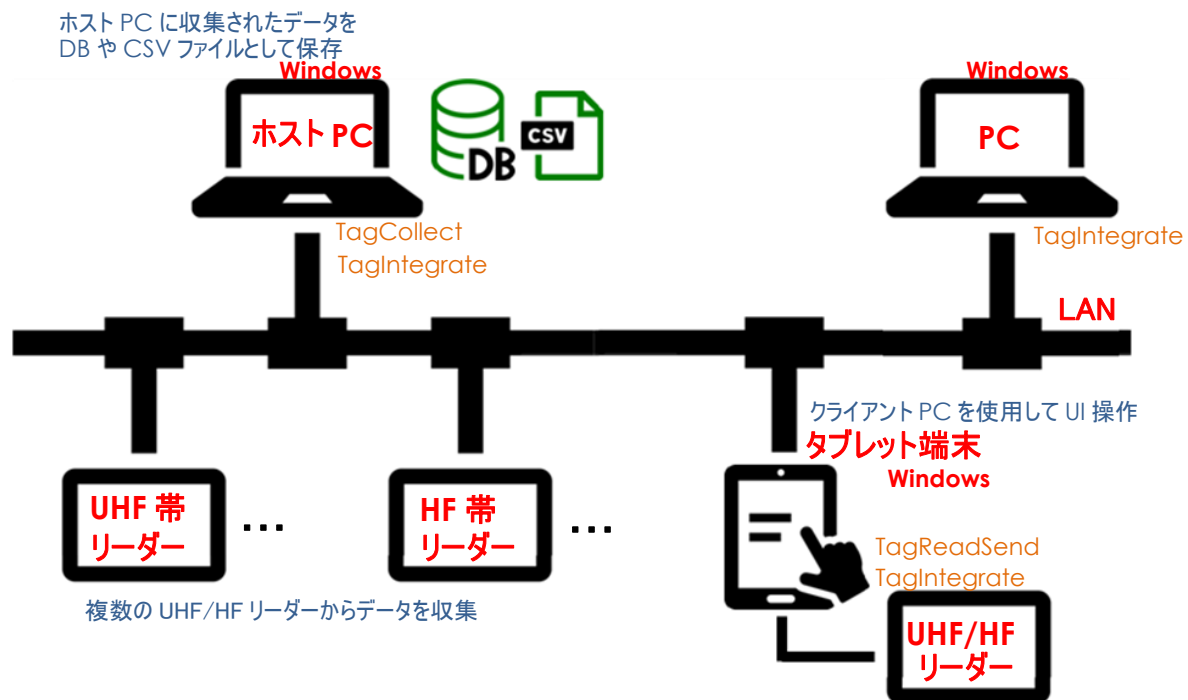 ホスト PC に収集されたデータを
DB や CSV ファイルとして保存
Windows
ホスト PC
DB
CSV
TagCollect
TagIntegrate
Windows
PC
TagIntegrate
LAN
UHF 帯
リーダー
...
HF 帯
リーダー
...
複数の UHF/HF リーダーからデータを収集
クライアント PC を使用して UI 操作
タブレット端末
Windows
TagReadSend
TagIntegrate
UHF/HF
リーダー